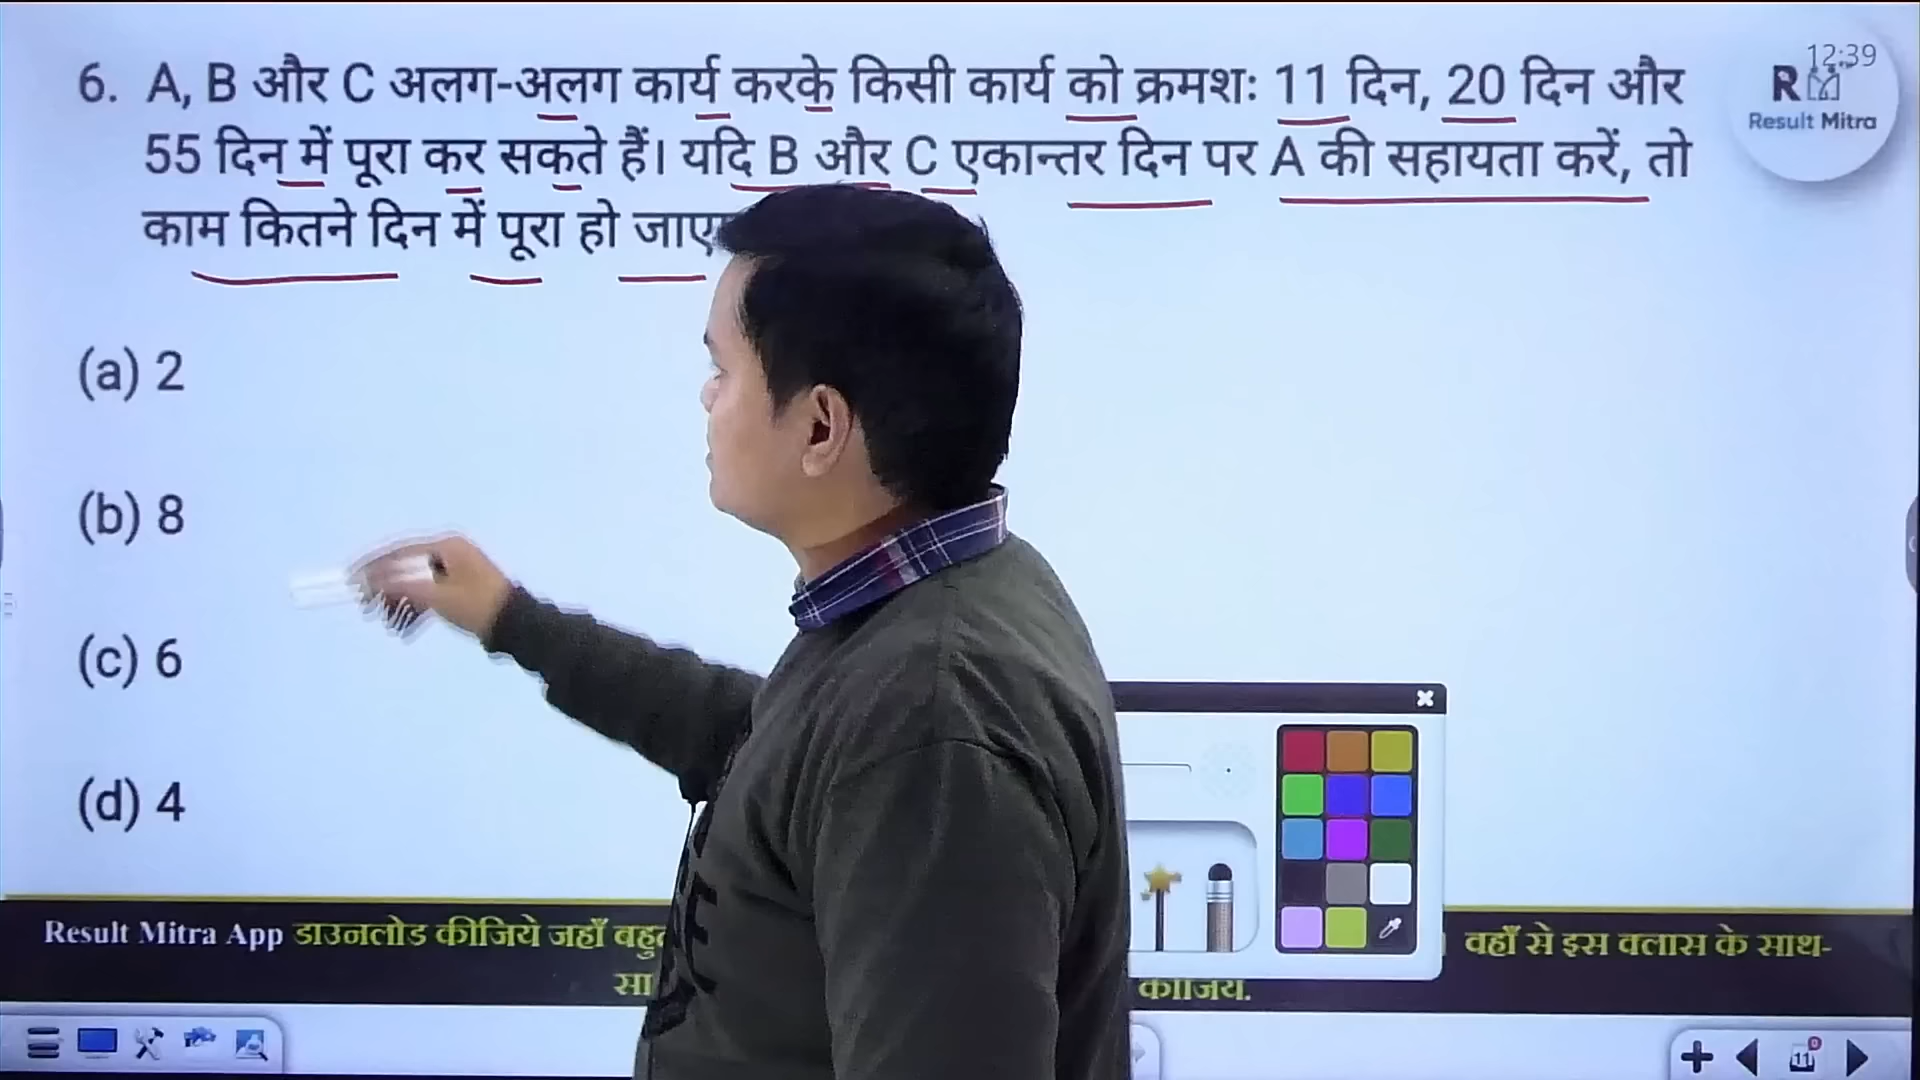 12:39
R
Result Mitra
6. A, B और C अलग-अलग कार्य करके किसी कार्य को क्रमशः 11 दिन, 20 दिन और
55 दिन में पूरा कर सकते हैं। यदि B और C एकान्तर दिन पर A की सहायता करें, तो
काम कितने दिन में पूरा हो
(a) 2
(b) 8
(c) 6
(d) 4
Result Mitra App डाउनलोड कीजिये जहाँ वहाँ से इस क्लास के साथ-
11